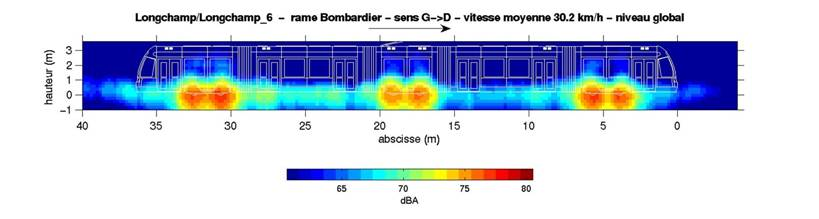 Longchamp/Longchamp_6 – rame Bombardier – sens G->D – vitesse moyenne 30.2 km/h – niveau global
hauteur (m)
3
2
1
0
−1
40 35 30 25 20 15 10 5 0
abscisse (m)
65 70 75 80
dBA